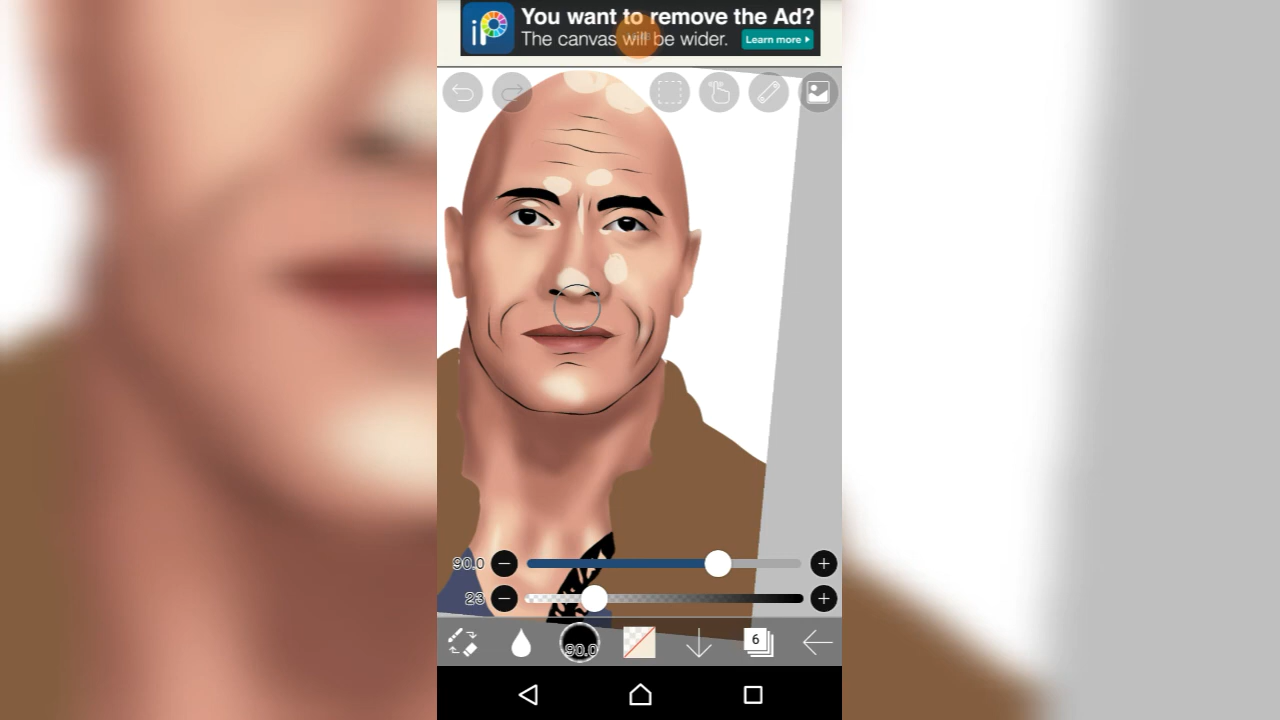 iP
You want to remove the Ad?
The canvas will be wider.
Learn more
90.0
23
90.0
6